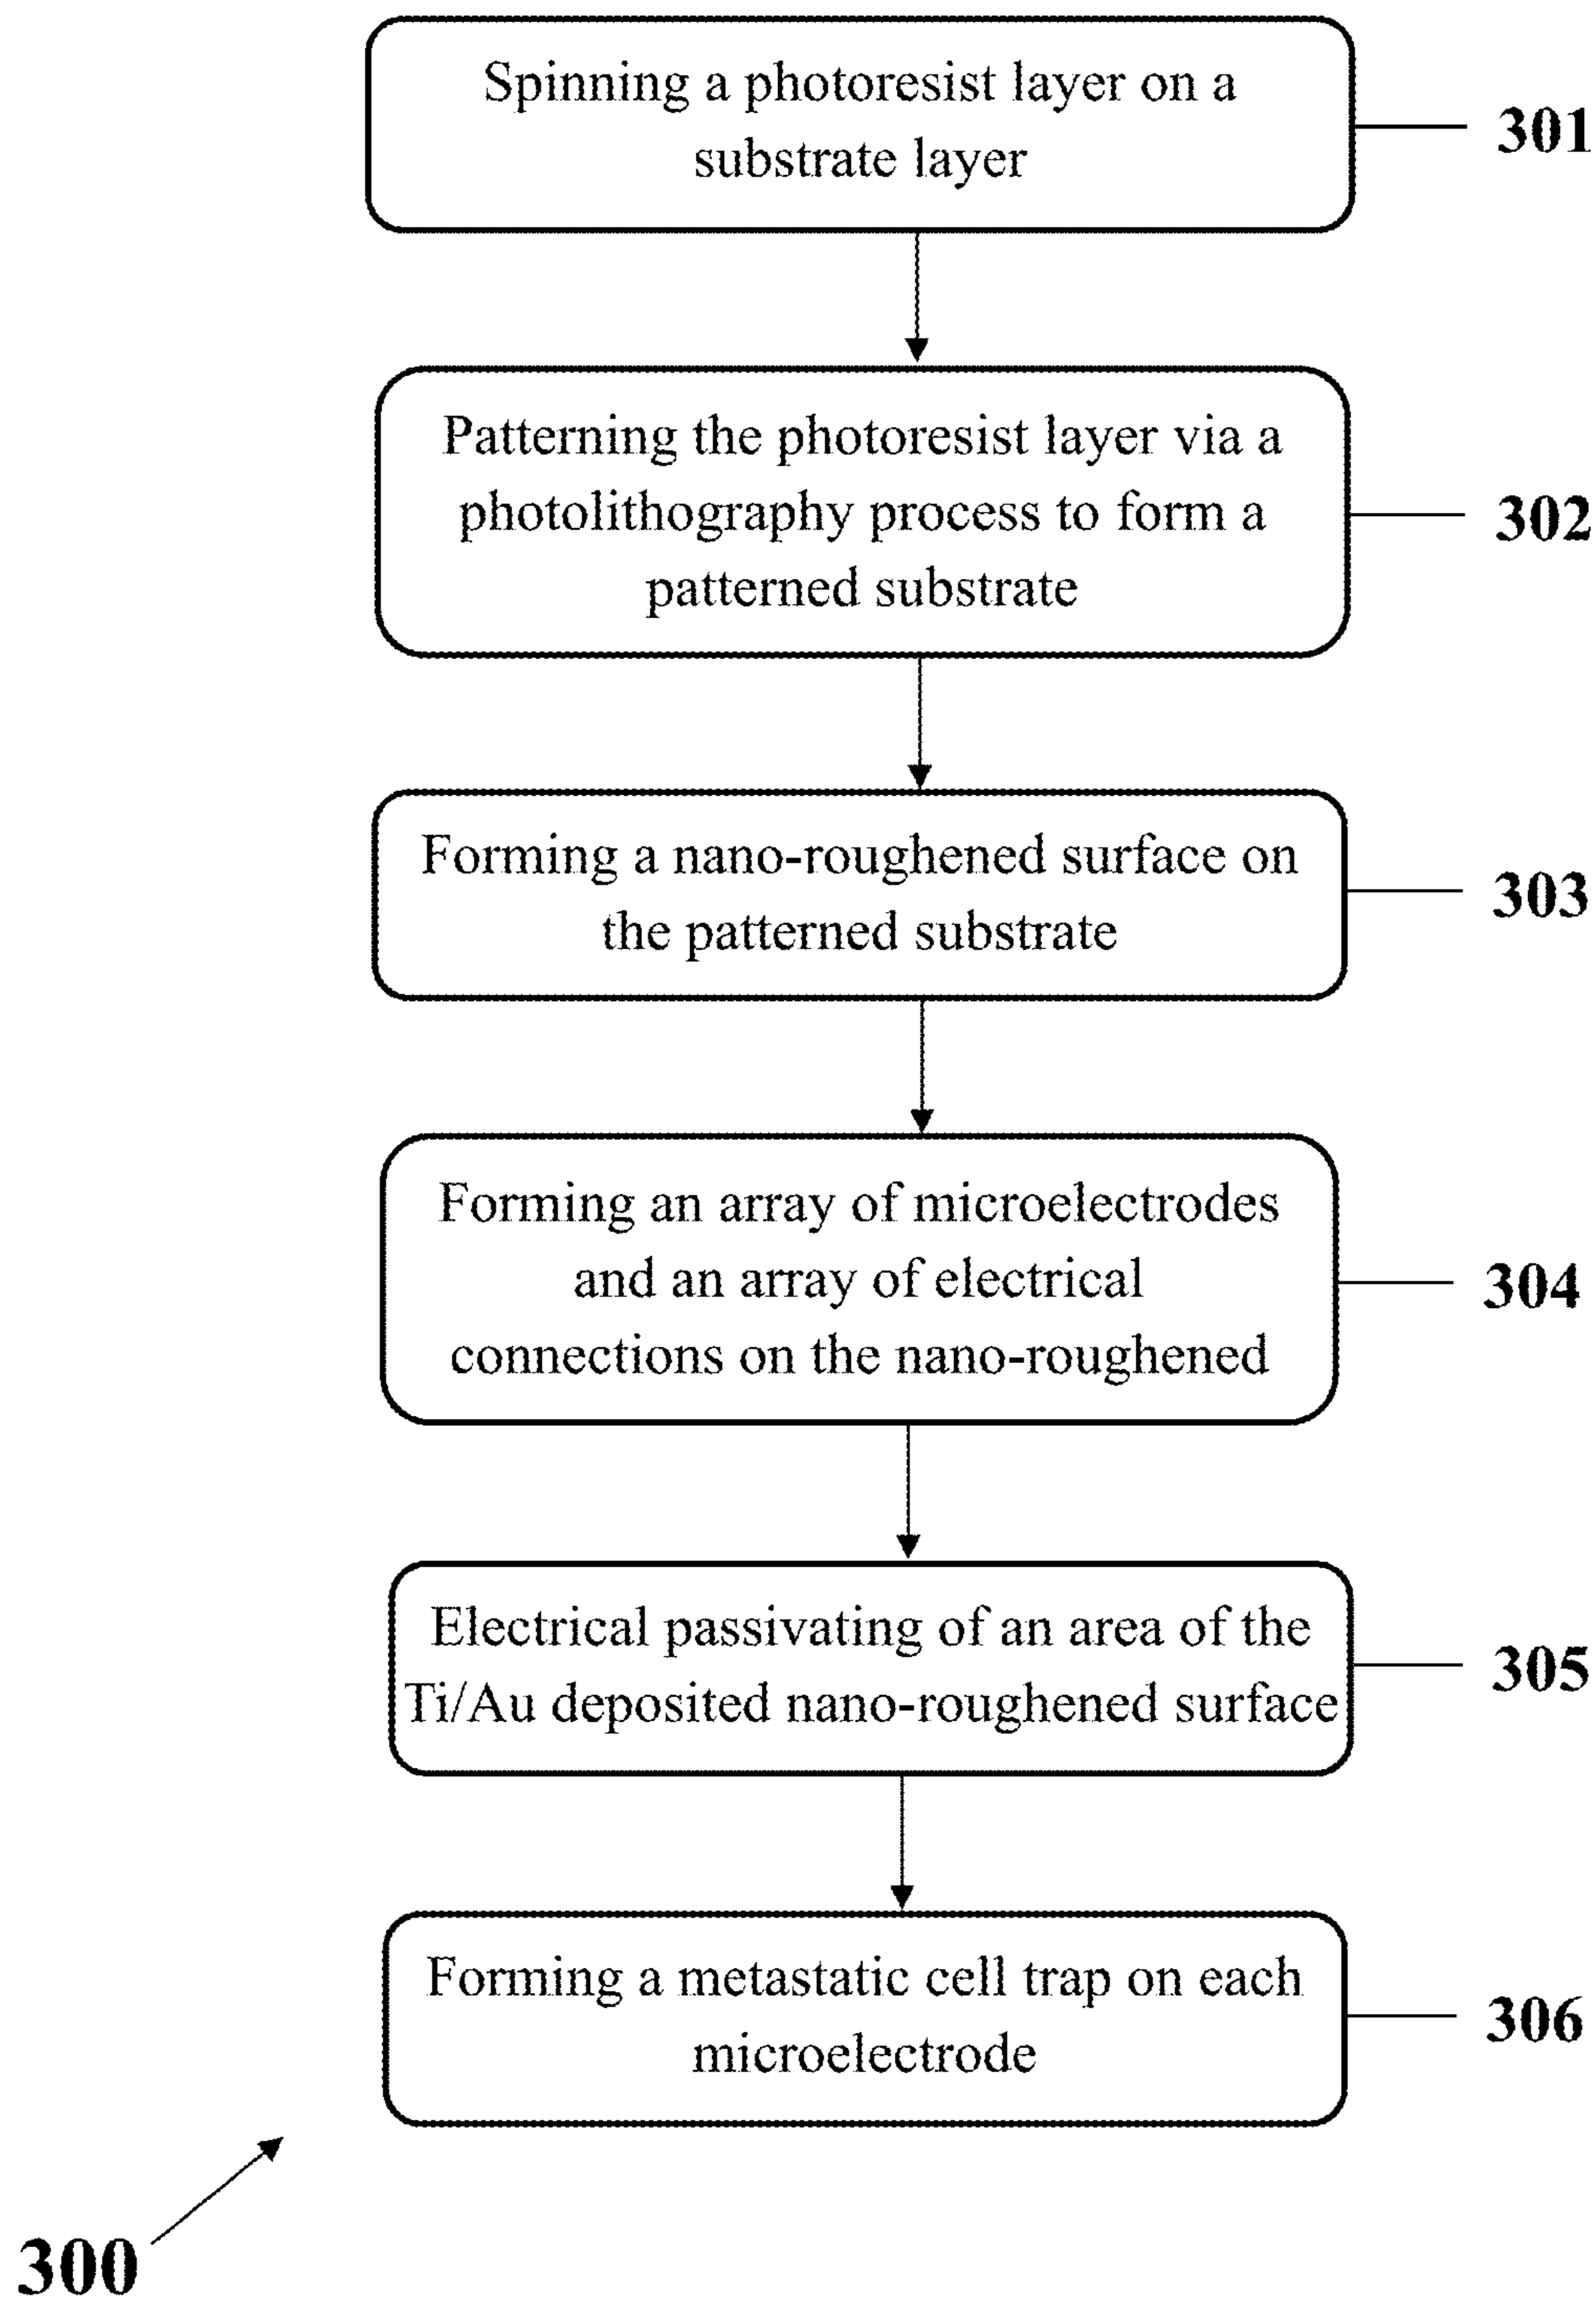 Spinning a photoresist layer on a
substrate layer
301
Patterning the photoresist layer via a
photolithography process to form a
patterned substrate
302
Forming a nano-roughened surface on
the patterned substrate
303
Forming an array of microelectrodes
and an array of electrical
connections on the nano-roughened
304
Electrical passivating of an area of the
Ti/Au deposited nano-roughened surface
305
Forming a metastatic cell trap on each
microelectrode
306
300